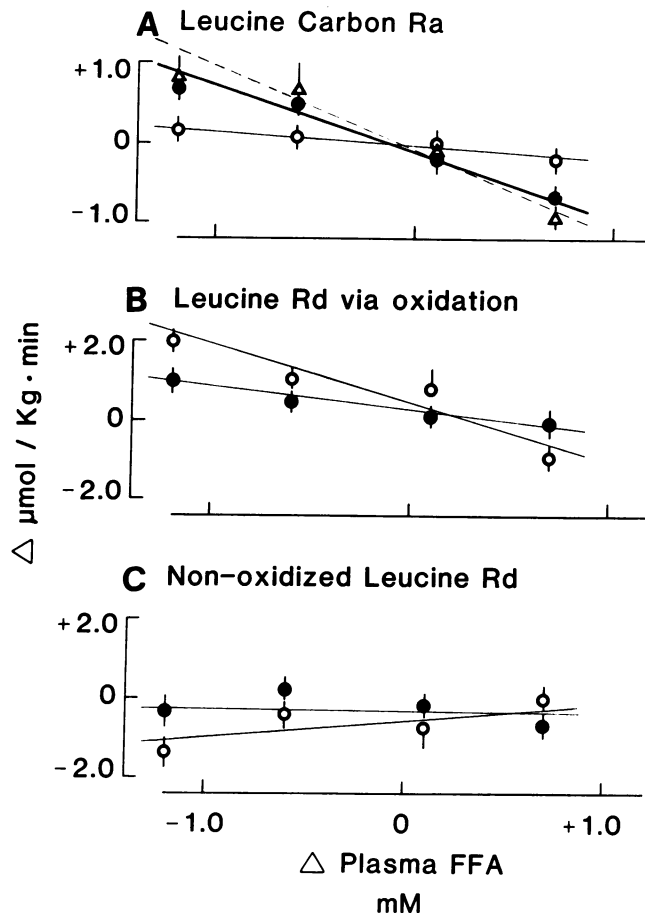 A Leucine Carbon Ra
+1.0
0
-1.0
B Leucine Rd via oxidation
+2.0
0
-2.0
△ µmol / Kg · min
C Non-oxidized Leucine Rd
+2.0
0
-2.0
-1.0 0 +1.0
△ Plasma FFA
mM